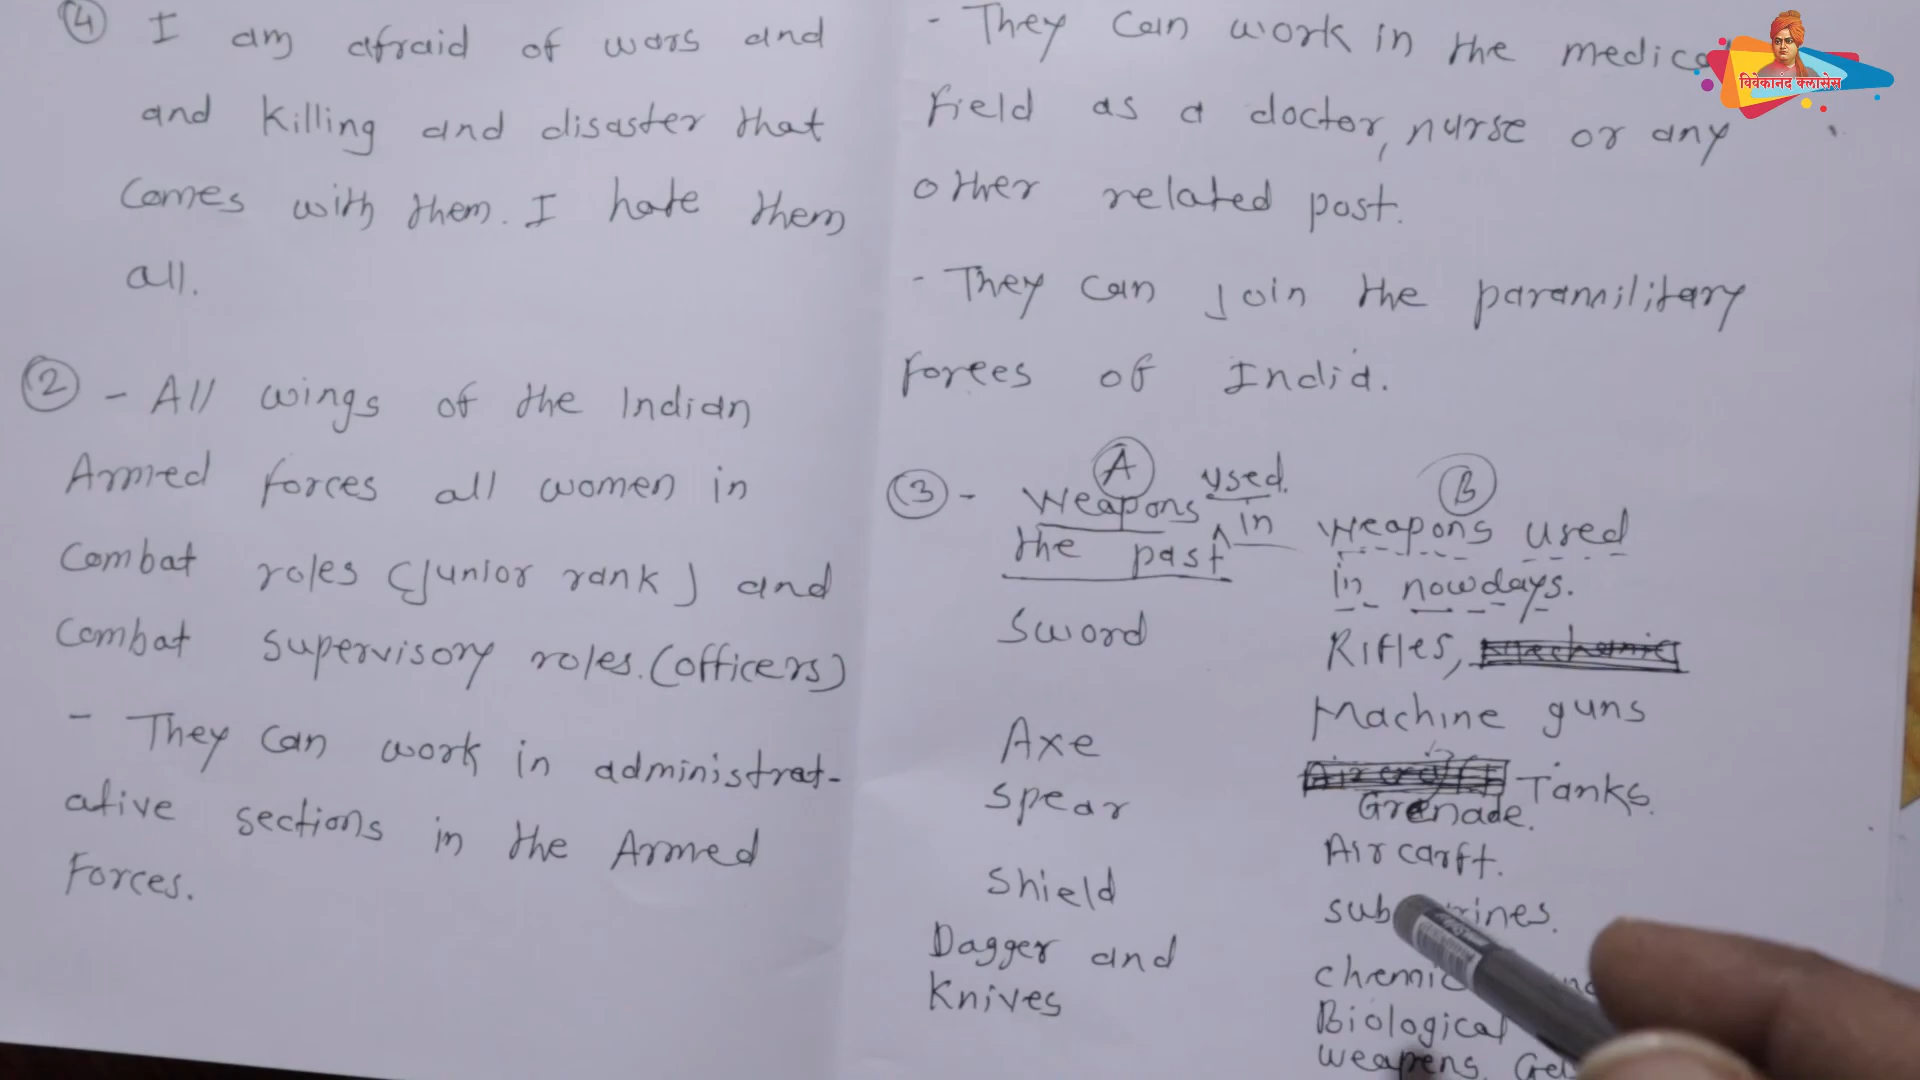 ④ I am afraid of wars and
and killing and disaster that
comes with them. I hate them
all.
② - All wings of the Indian
Armed forces all women in
combat roles (Junior rank) and
combat supervisory roles. (officers)
- They can work in administrat-
ative sections in the Armed
Forces.
- They can work in the medical
field as a doctor, nurse or any
other related post.
- They can Join the paramilitary
forces of India.
③ -
Ⓐ
Weapons used
in the past
Sword
Axe
Spear
Shield
Dagger and
Knives
Ⓑ
Weapons used
in nowdays.
Rifles,
Machine guns
Tanks.
Grenade.
Air carft.
submarines.
Biological
weapens.
विवेकानंद क्लासेस